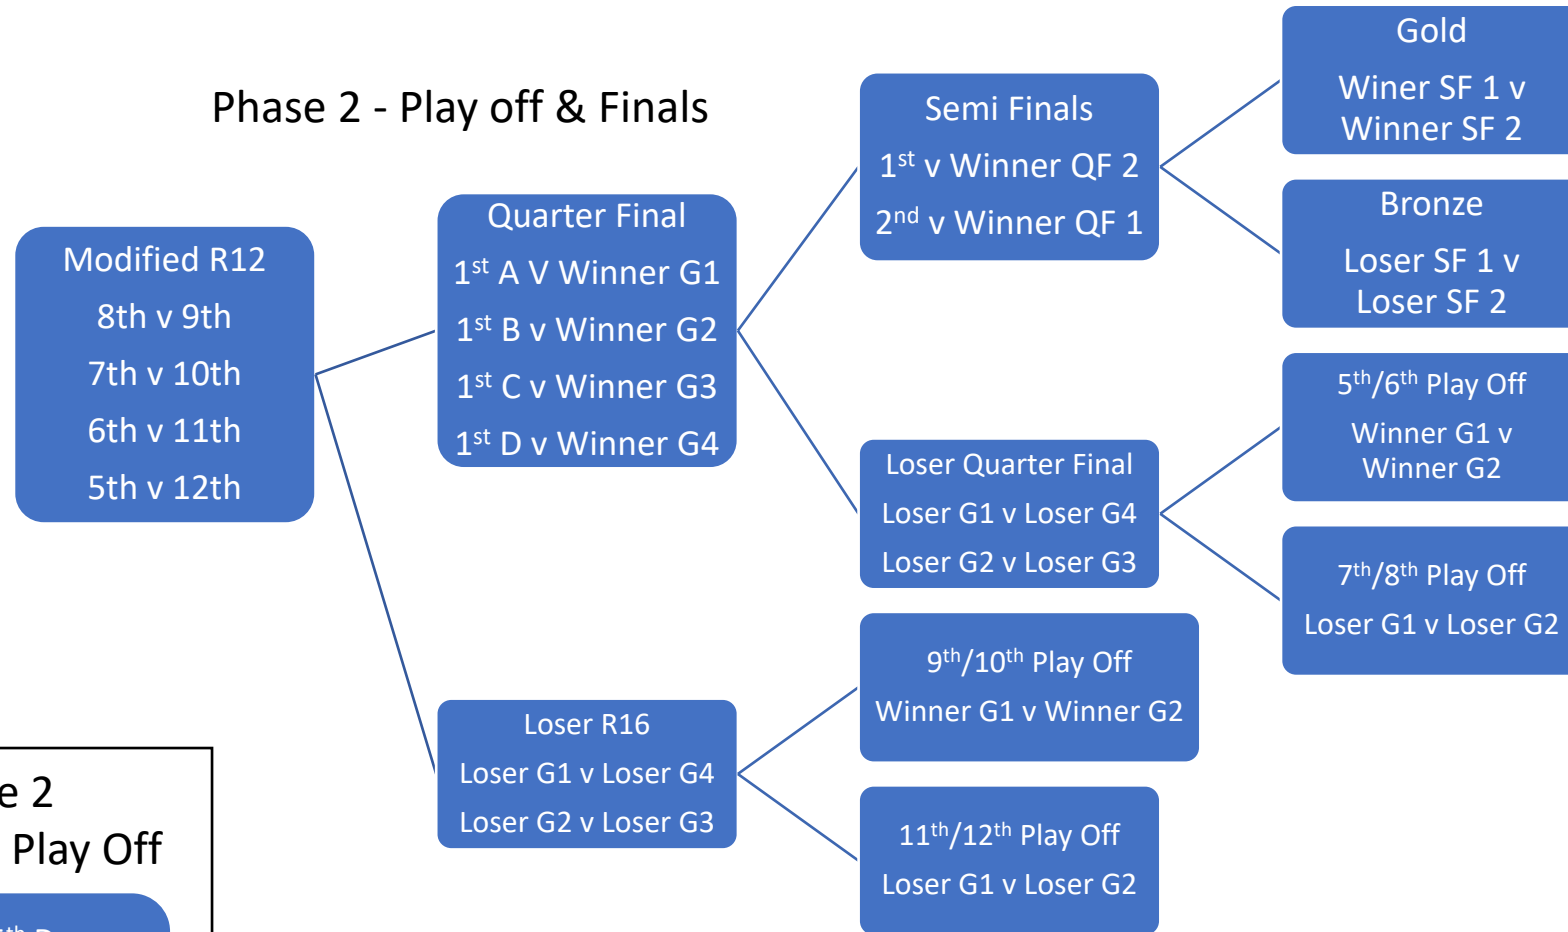 Phase 2 - Play off & Finals
Modified R12
8th v 9th
7th v 10th
6th v 11th
5th v 12th
Quarter Final
1st A V Winner G1
1st B v Winner G2
1st C v Winner G3
1st D v Winner G4
Semi Finals
1st v Winner QF 2
2nd v Winner QF 1
Gold
Winer SF 1 v
Winner SF 2
Bronze
Loser SF 1 v
Loser SF 2
Loser Quarter Final
Loser G1 v Loser G4
Loser G2 v Loser G3
5th/6th Play Off
Winner G1 v
Winner G2
7th/8th Play Off
Loser G1 v Loser G2
Loser R16
Loser G1 v Loser G4
Loser G2 v Loser G3
9th/10th Play Off
Winner G1 v Winner G2
11th/12th Play Off
Loser G1 v Loser G2
2
Play Off